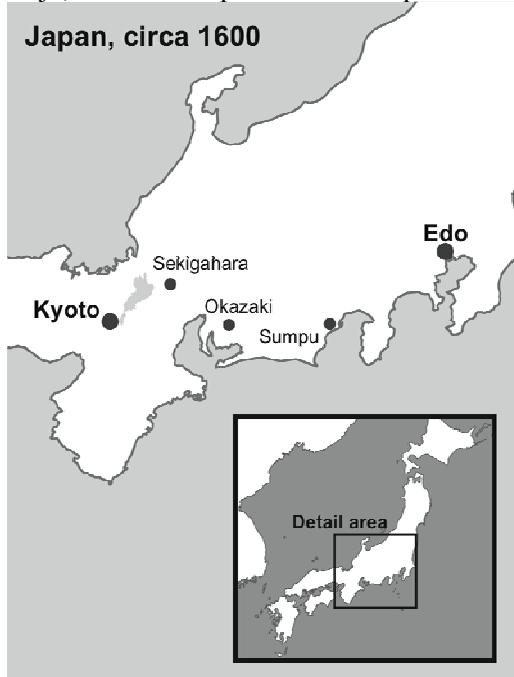 Japan, circa 1600
Edo
Sekigahara
Kyoto
Okazaki
Sumpu
Detail area